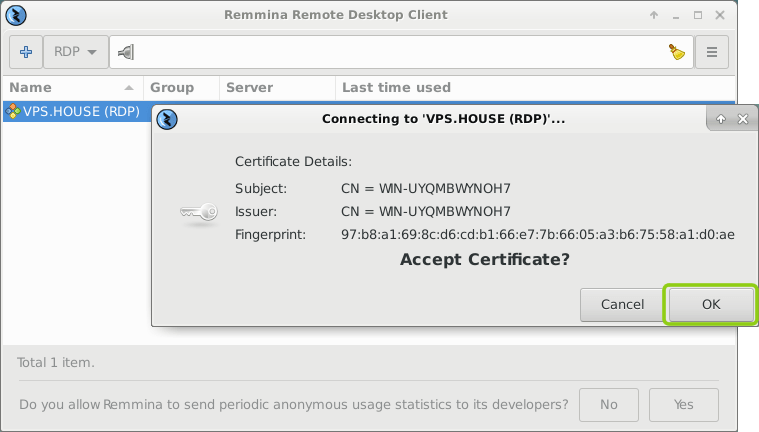 Remmina Remote Desktop Client
RDP
Name Group Server Last time used
VPS.HOUSE (RDP)
Connecting to 'VPS.HOUSE (RDP)'...
Certificate Details:
Subject: CN = WIN-UYQMBWYNOH7
Issuer: CN = WIN-UYQMBWYNOH7
Fingerprint: 97:b8:a1:69:8c:d6:cd:b1:66:e7:7b:66:05:a3:b6:75:58:a1:d0:ae
Accept Certificate?
Cancel OK
Total 1 item.
Do you allow Remmina to send periodic anonymous usage statistics to its developers? No Yes